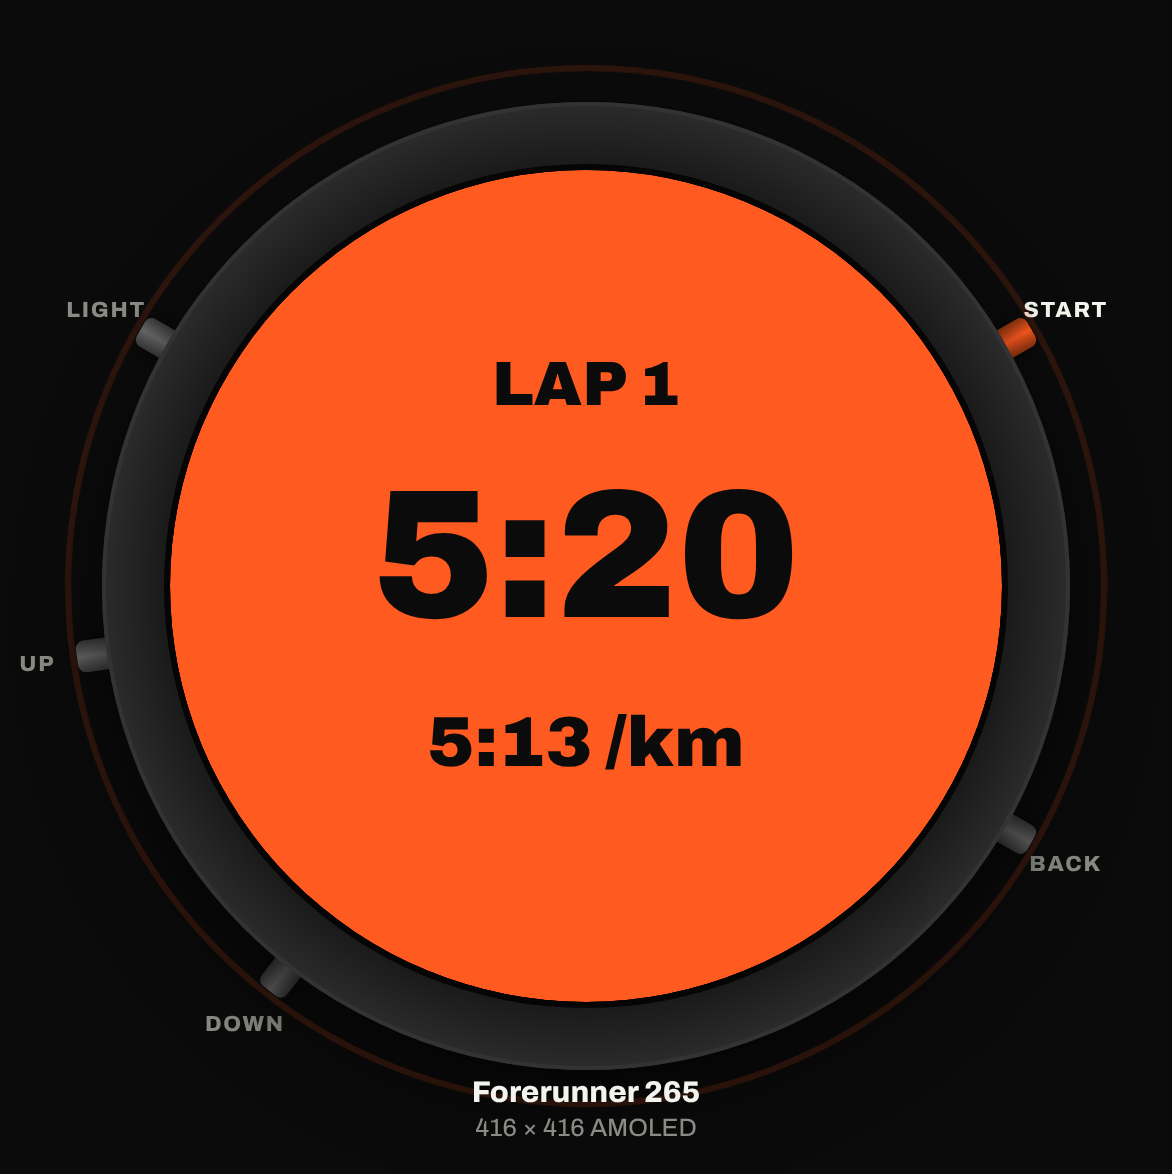 LIGHT
START
LAP 1
5:20
UP
5:13 /km
BACK
DOWN
Forerunner 265
416 × 416 AMOLED